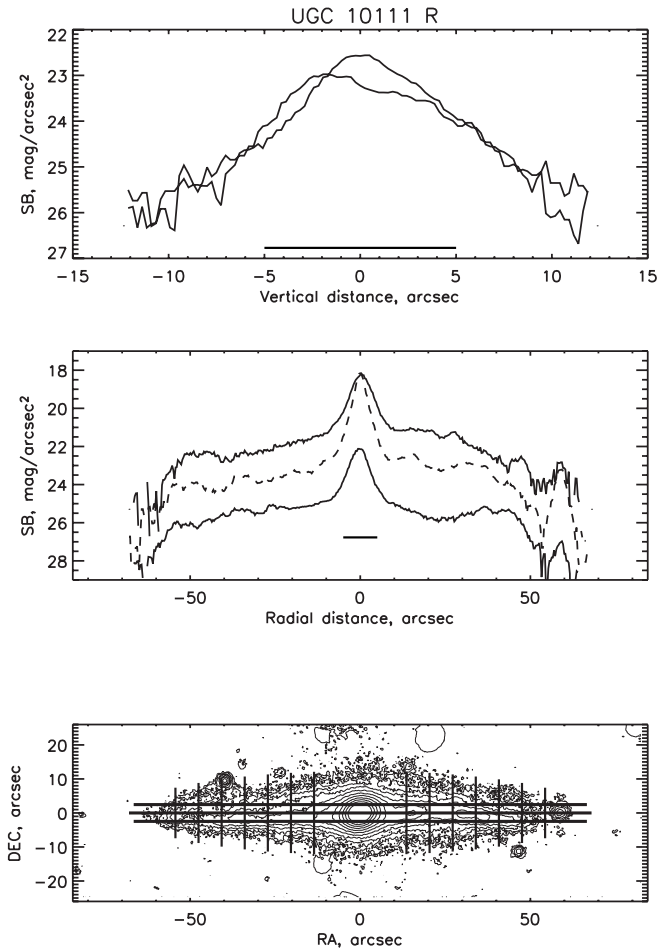 UGC 10111 R
22
23
24
25
26
27
SB, mag/arcsec²
−15 −10 −5 0 5 10 15
Vertical distance, arcsec
18
20
22
24
26
28
SB, mag/arcsec²
−50 0 50
Radial distance, arcsec
20
10
0
−10
−20
DEC, arcsec
−50 0 50
RA, arcsec